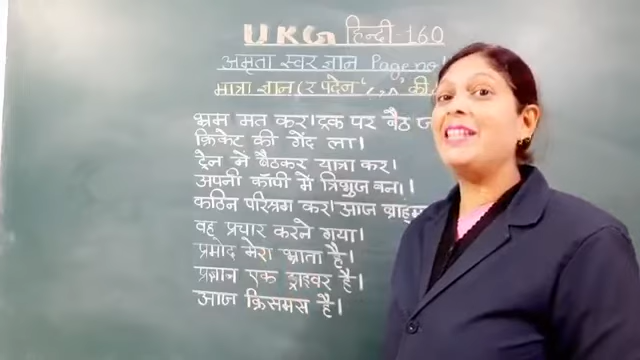 UKG हिन्दी-160
अमृता स्वर ज्ञान Page no
मात्रा ज्ञान (र पदेन ' की
भ्रम मत कर। ट्रक पर बैठ
क्रिकेट की गेंद ला।
ट्रेन में बैठकर यात्रा कर।
अपनी कॉपी में त्रिभुज बना।
कठिन परिश्रम कर। आज
वह प्रचार करने गया।
प्रमोद मेरा भ्राता है।
एक ड्राइवर है।
आज क्रिसमस है।